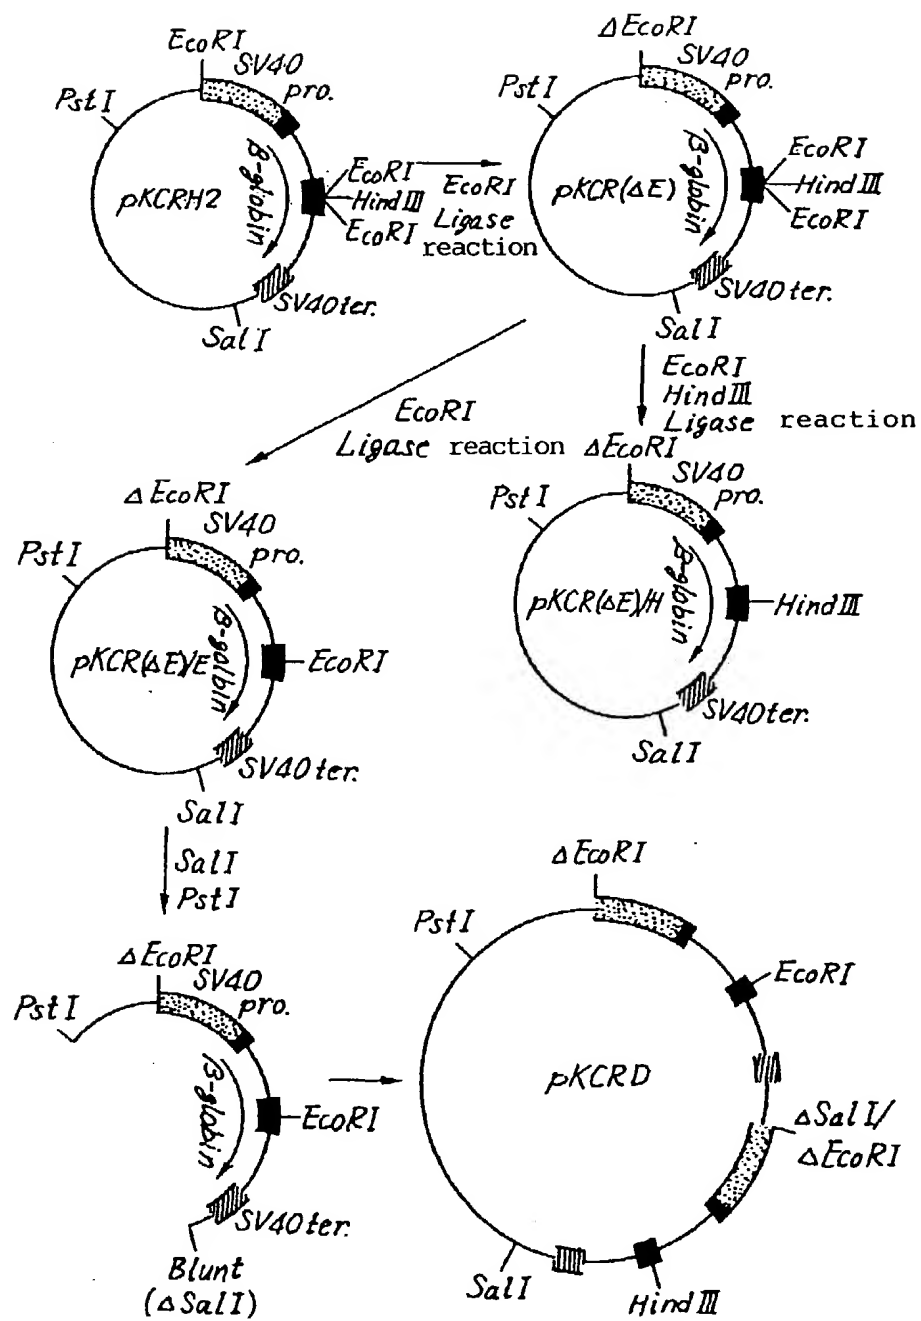 EcoRI
SV40
pro.
PstI
β-globin
pKCRH2
EcoRI
HindIII
EcoRI
SV40ter.
SalI
EcoRI
Ligase
reaction
ΔEcoRI
SV40
pro.
PstI
β-globin
pKCR(ΔE)
EcoRI
HindIII
EcoRI
SV40ter.
SalI
EcoRI
HindIII
Ligase reaction
EcoRI
Ligase reaction
ΔEcoRI
SV40
pro.
PstI
β-globin
pKCR(ΔE)/H
HindIII
SV40ter.
SalI
ΔEcoRI
SV40
pro.
PstI
β-golbin
pKCR(ΔE)/E
EcoRI
SV40ter.
SalI
SalI
PstI
ΔEcoRI
SV40
pro.
PstI
β-globin
EcoRI
SV40ter.
Blunt
(ΔSalI)
ΔEcoRI
PstI
EcoRI
pKCRD
ΔSalI/
ΔEcoRI
SalI
HindIII